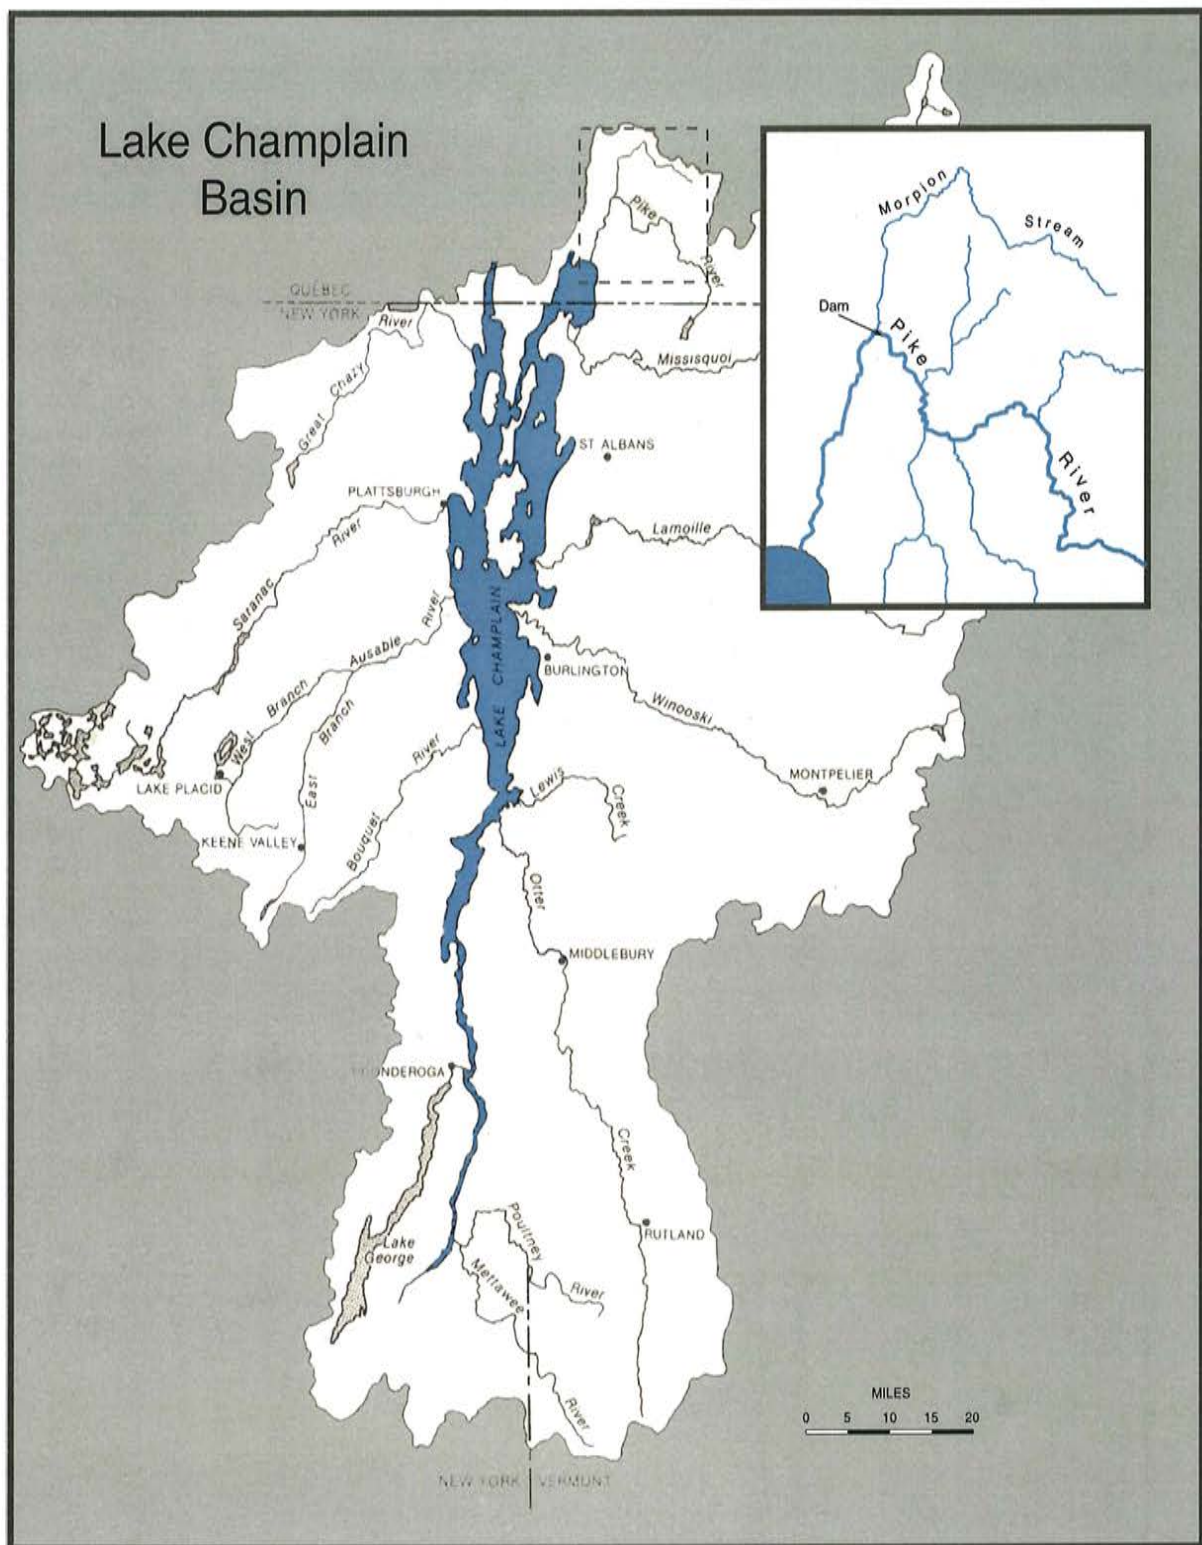 Lake Champlain
Basin
Morpion
Stream
Dam
Pike
River
Pike
River
QUÉBEC
NEW YORK
River
Great Chazy
Missisquoi
ST ALBANS
PLATTSBURGH
Saranac
River
Lamoille
LAKE CHAMPLAIN
Ausable
River
West
Branch
East
Branch
BURLINGTON
Winooski
MONTPELIER
LAKE PLACID
KEENE VALLEY
Bouquet
River
Lewis
Creek
Otter
MIDDLEBURY
CONDEROGA
Creek
Lake
George
Poultney
River
Mettawee
River
RUTLAND
MILES
0 5 10 15 20
NEW YORK
VERMONT